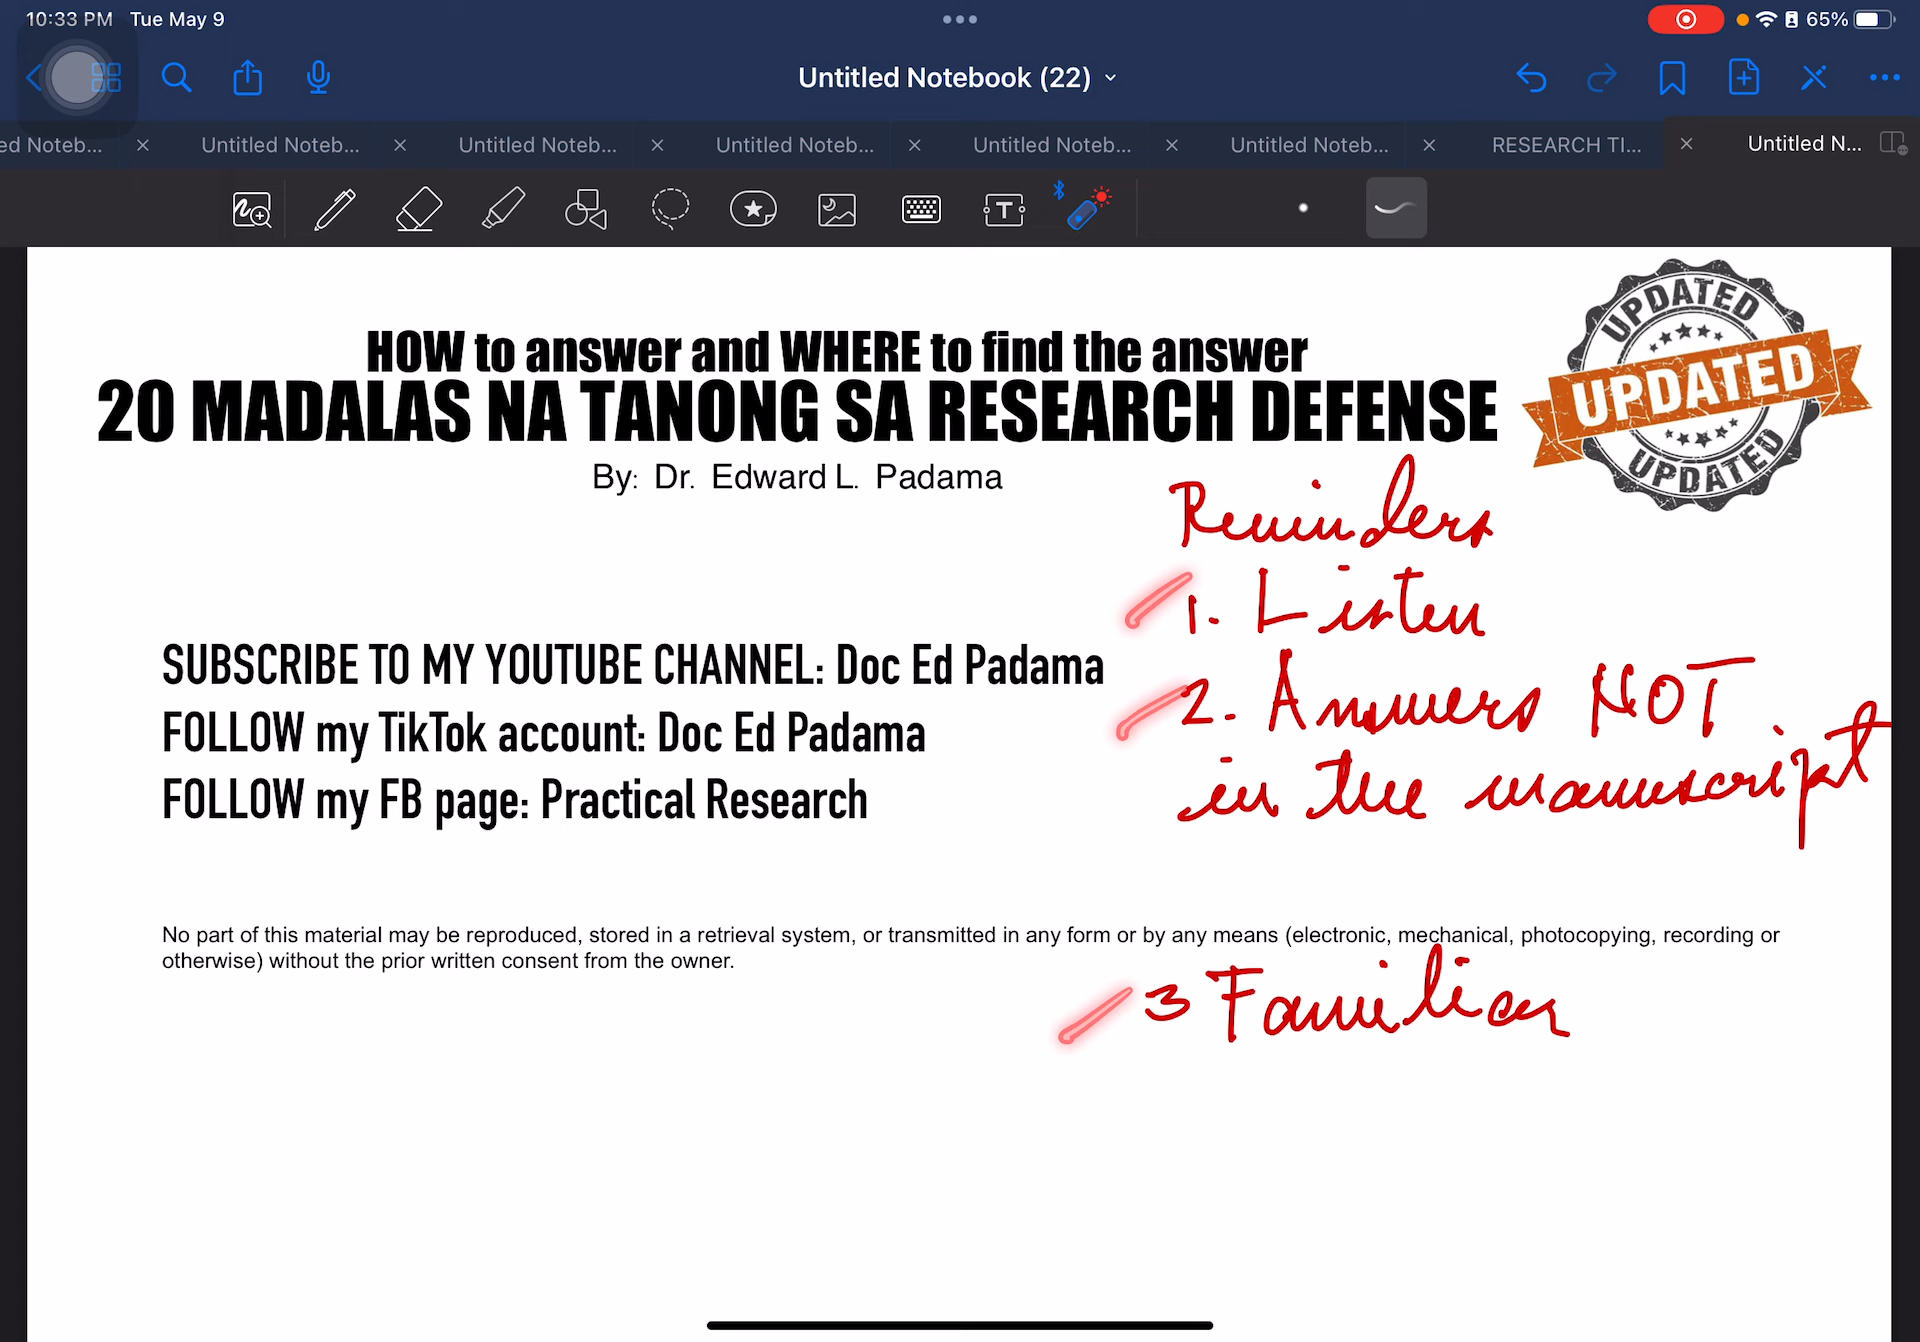 10:33 PM Tue May 9
65%
Untitled Notebook (22)
ed Noteb... Untitled Noteb... Untitled Noteb... Untitled Noteb... Untitled Noteb... Untitled Noteb... RESEARCH TI... Untitled N...
HOW to answer and WHERE to find the answer
20 MADALAS NA TANONG SA RESEARCH DEFENSE
By: Dr. Edward L. Padama
UPDATED
UPDATED
UPDATED
Reminders
1. Listen
SUBSCRIBE TO MY YOUTUBE CHANNEL: Doc Ed Padama
2. Answers NOT
FOLLOW my TikTok account: Doc Ed Padama
in the manuscript
FOLLOW my FB page: Practical Research
No part of this material may be reproduced, stored in a retrieval system, or transmitted in any form or by any means (electronic, mechanical, photocopying, recording or
otherwise) without the prior written consent from the owner.
3 Familiar